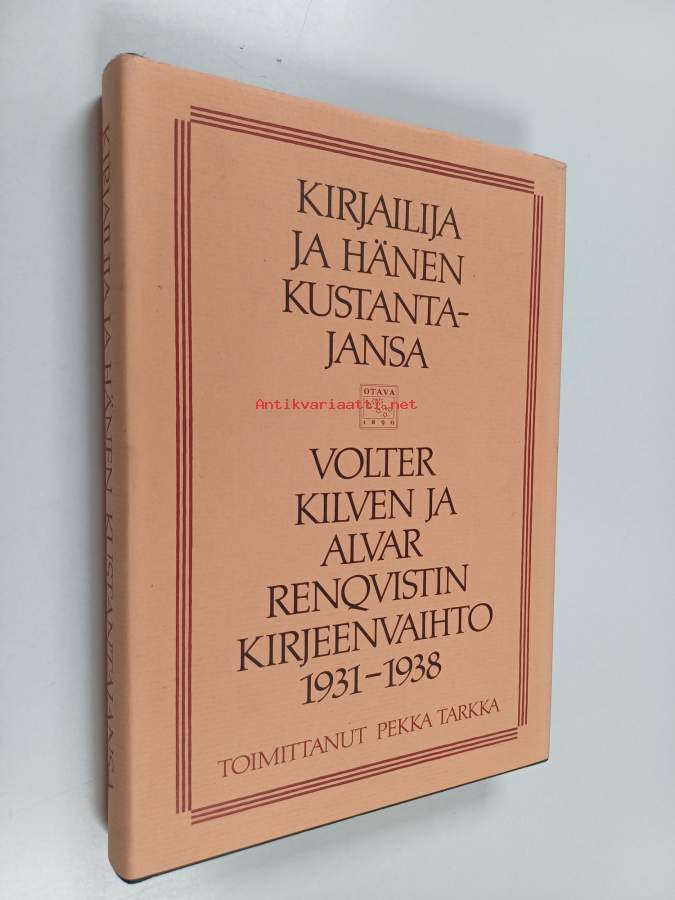 KIRJAILIJA
JA HÄNEN
KUSTANTA-
JANSA
OTAVA
1890
Antikvariaatti.net
VOLTER
KILVEN JA
ALVAR
RENQVISTIN
KIRJEENVAIHTO
1931–1938
TOIMITTANUT PEKKA TARKKA
KIRJAILIJA JA HÄNEN KUSTANTAJANSA